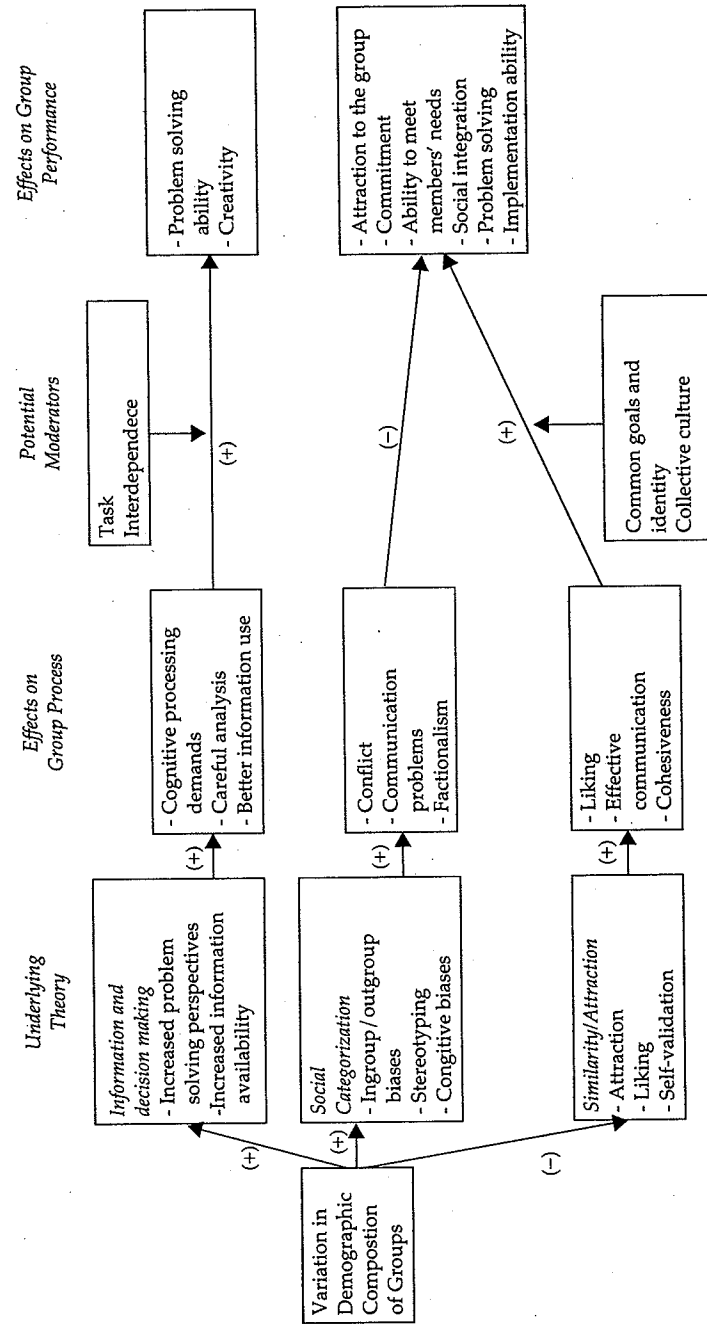 Underlying
Theory
Effects on
Group Process
Potential
Moderators
Effects on Group
Performance
Variation in
Demographic
Compostion
of Groups
(+)
(+)
(−)
Information and
decision making
- Increased problem
solving perspectives
-Increased information
availability
(+)
- Cognitive processing
demands
- Careful analysis
- Better information use
Task
Interdependece
(+)
- Problem solving
ability
- Creativity
Social
Categorization
- Ingroup/outgroup
biases
- Stereotyping
- Congitive biases
(+)
- Conflict
- Communication
problems
- Factionalism
(−)
- Attraction to the group
- Commitment
- Ability to meet
members' needs
- Social integration
- Problem solving
- Implementation ability
Similarity/Attraction
- Attraction
- Liking
- Self-validation
(+)
- Liking
- Effective
communication
- Cohesiveness
(+)
Common goals and
identity
Collective culture